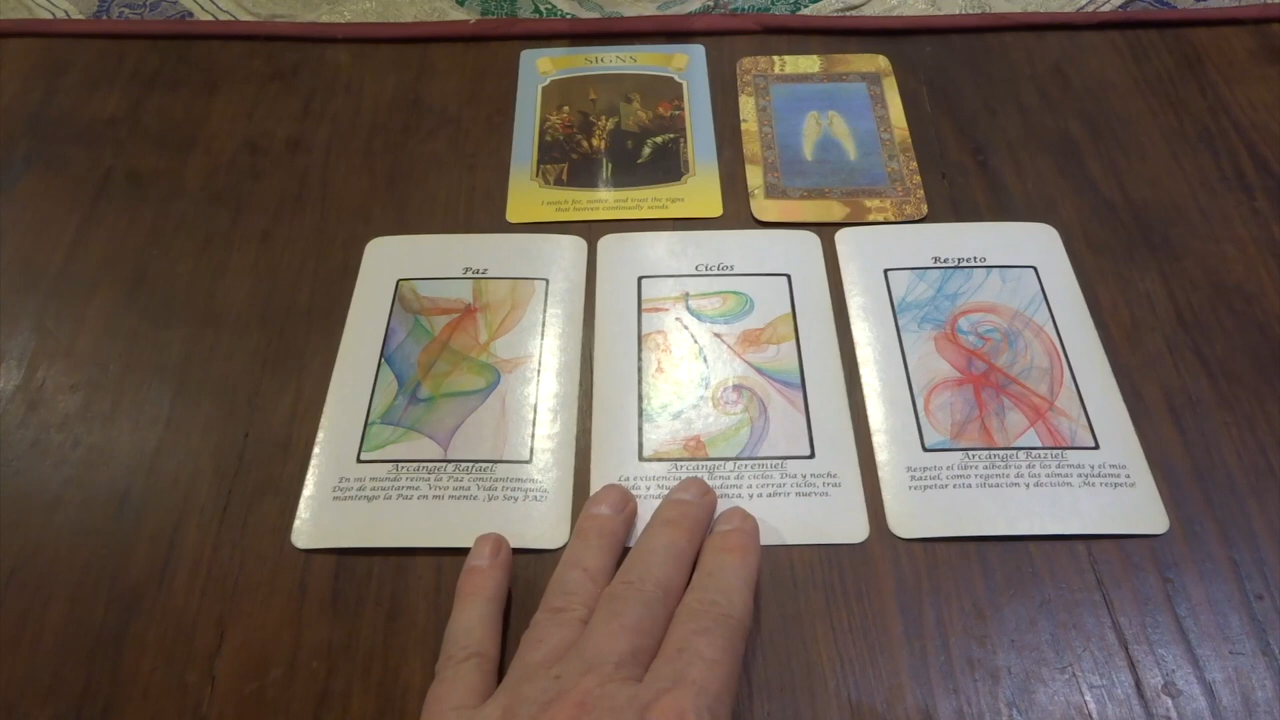 SIGNS
I watch for, notice, and trust the signs
that heaven continually sends.
Paz
Arcángel Rafael:
En mi mundo reina la Paz constantemente.
Dejo de asustarme. Vivo una Vida tranquila,
mantengo la Paz en mi mente. ¡Yo Soy PAZ!
Ciclos
Arcángel Jeremiel:
La existencia está llena de ciclos. Día y noche.
y a cerrar ciclos, tras
y a abrir nuevos.
Respeto
Arcángel Raziel:
Respeto el libre albedrío de los demás y el mío.
Raziel, como regente de las almas ayúdame a
respetar esta situación y decisión. ¡Me respeto!